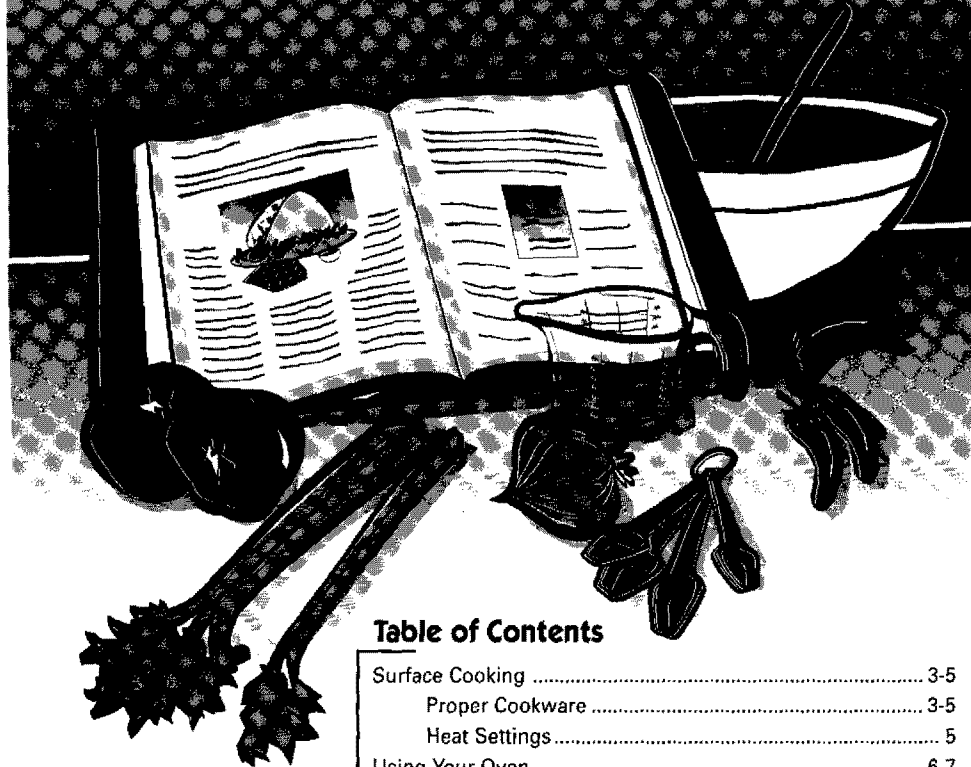 Table of Contents
Surface Cooking ........ 3-5
Proper Cookware ........ 3-5
Heat Settings ........ 5
Using Your Oven ........ 6-7